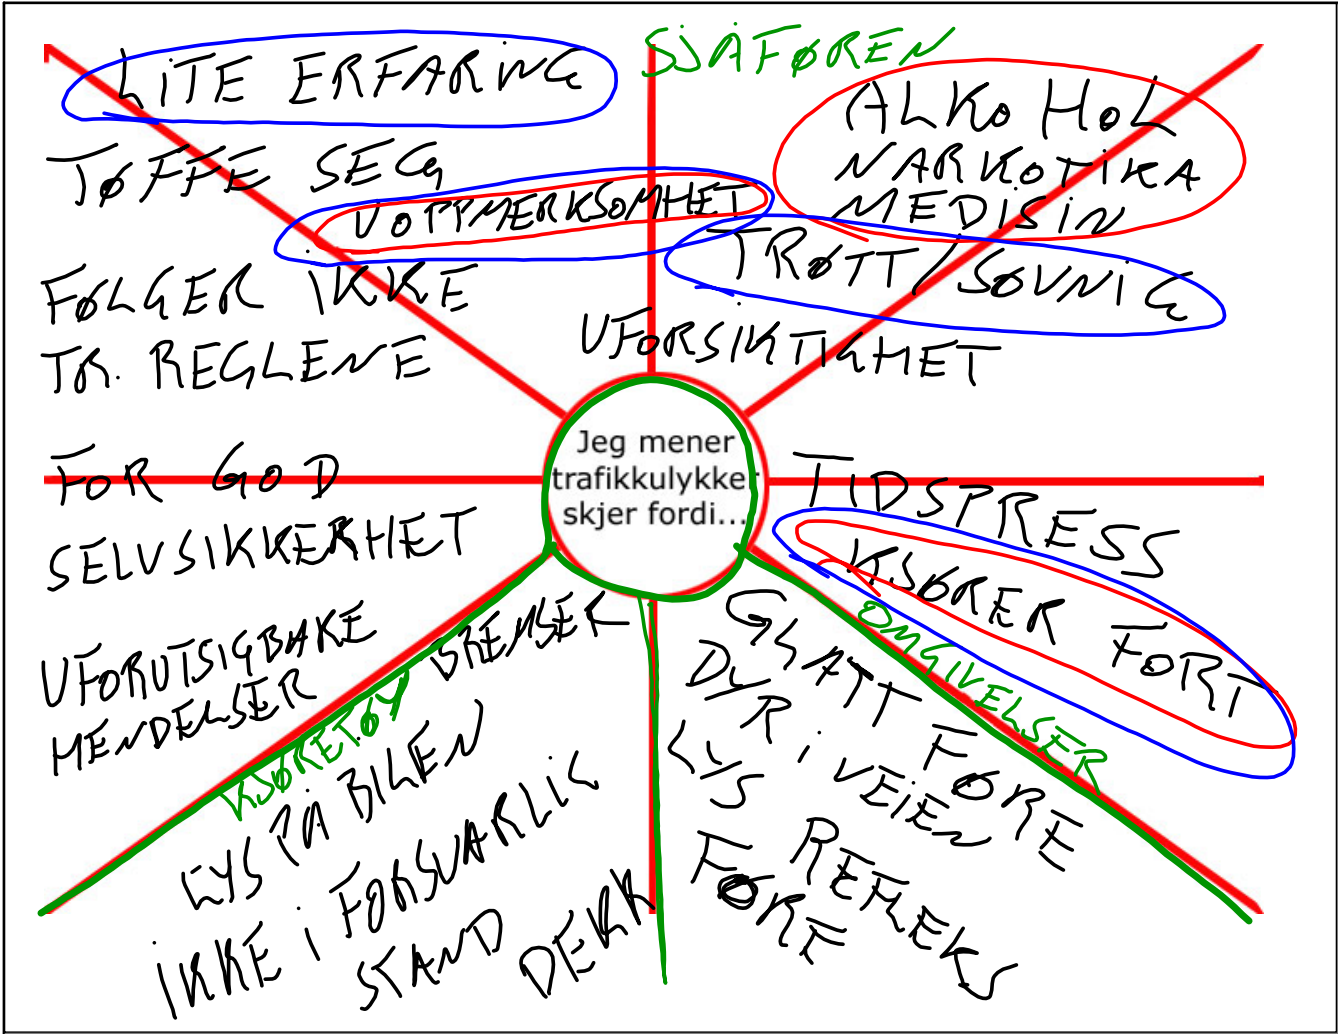 SJÅFØREN
LITE ERFARING
TØFFE SEG
UOPPMERKSOMHET
FØLGER IKKE
TR. REGLENE
ALKOHOL
NARKOTIKA
MEDISIN
TRØTT/SØVNIG
UFORSIKTIGHET
Jeg mener
trafikkulykker
skjer fordi...
FOR GOD
SELVSIKKERHET
UFORUTSIGBARE
HENDELSER
TIDSPRESS
KJØRER FORT
KJØRETØY
BREMSER
LYS PÅ BILEN
IKKE I FORSVARLIG
STAND
DEKK
OMGIVELSER
GLATT FØRE
DYR i VEIEN
LYS
REFLEKS
FØRE